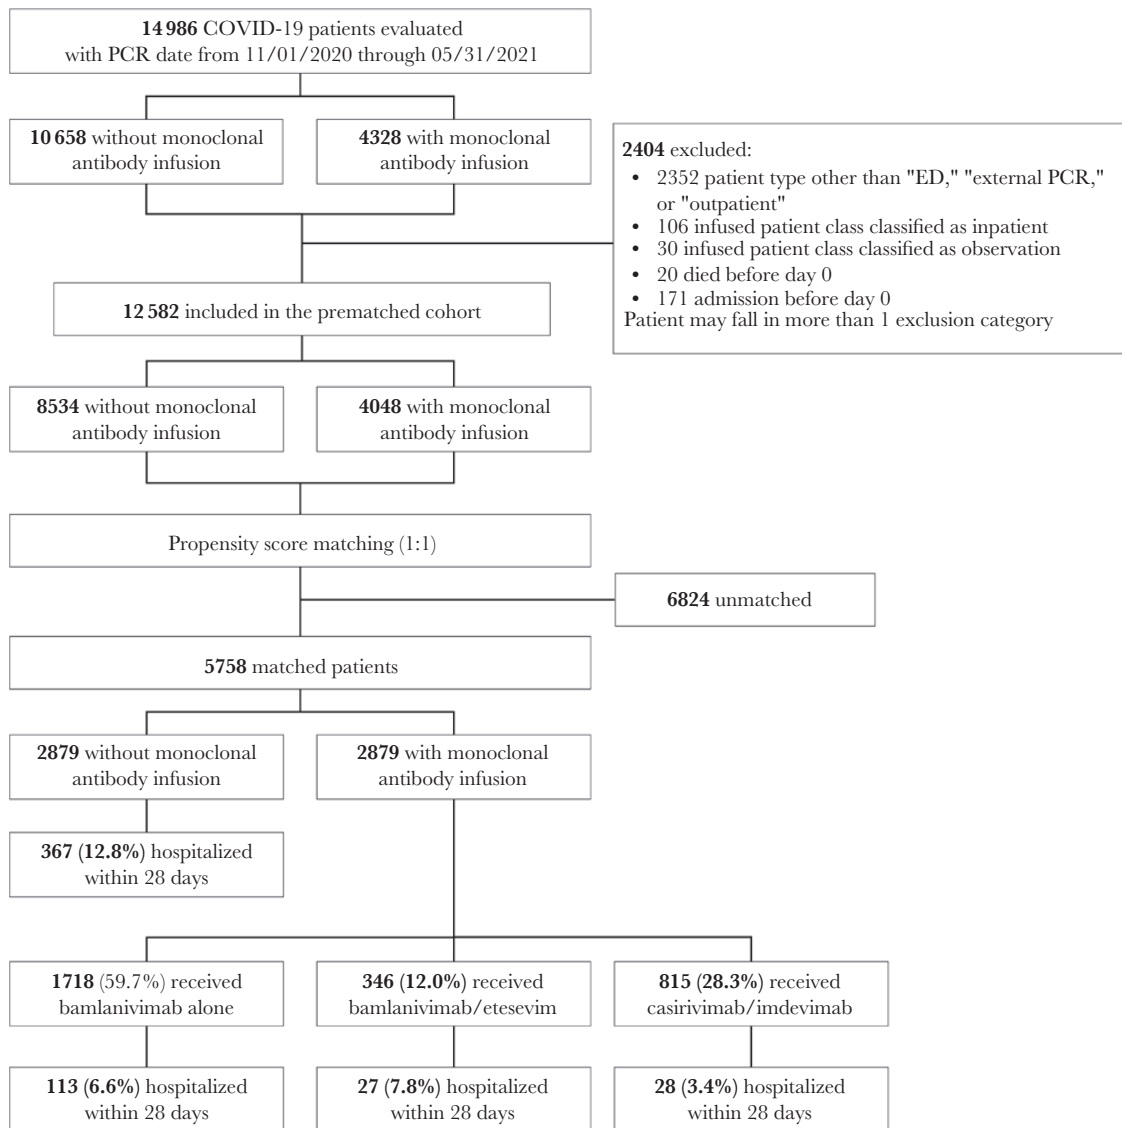 14 986 COVID-19 patients evaluated
with PCR date from 11/01/2020 through 05/31/2021
10 658 without monoclonal
antibody infusion
4328 with monoclonal
antibody infusion
2404 excluded:
• 2352 patient type other than "ED," "external PCR,"
or "outpatient"
• 106 infused patient class classified as inpatient
• 30 infused patient class classified as observation
• 20 died before day 0
• 171 admission before day 0
Patient may fall in more than 1 exclusion category
12 582 included in the prematched cohort
8534 without monoclonal
antibody infusion
4048 with monoclonal
antibody infusion
Propensity score matching (1:1)
6824 unmatched
5758 matched patients
2879 without monoclonal
antibody infusion
2879 with monoclonal
antibody infusion
367 (12.8%) hospitalized
within 28 days
1718 (59.7%) received
bamlanivimab alone
346 (12.0%) received
bamlanivimab/etesevim
815 (28.3%) received
casirivimab/imdevimab
113 (6.6%) hospitalized
within 28 days
27 (7.8%) hospitalized
within 28 days
28 (3.4%) hospitalized
within 28 days